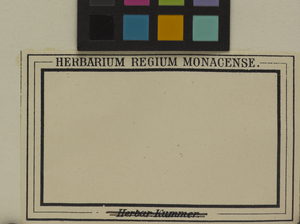 HERBARIUM REGIUM MONACENSE.
Herbar. Kummer.